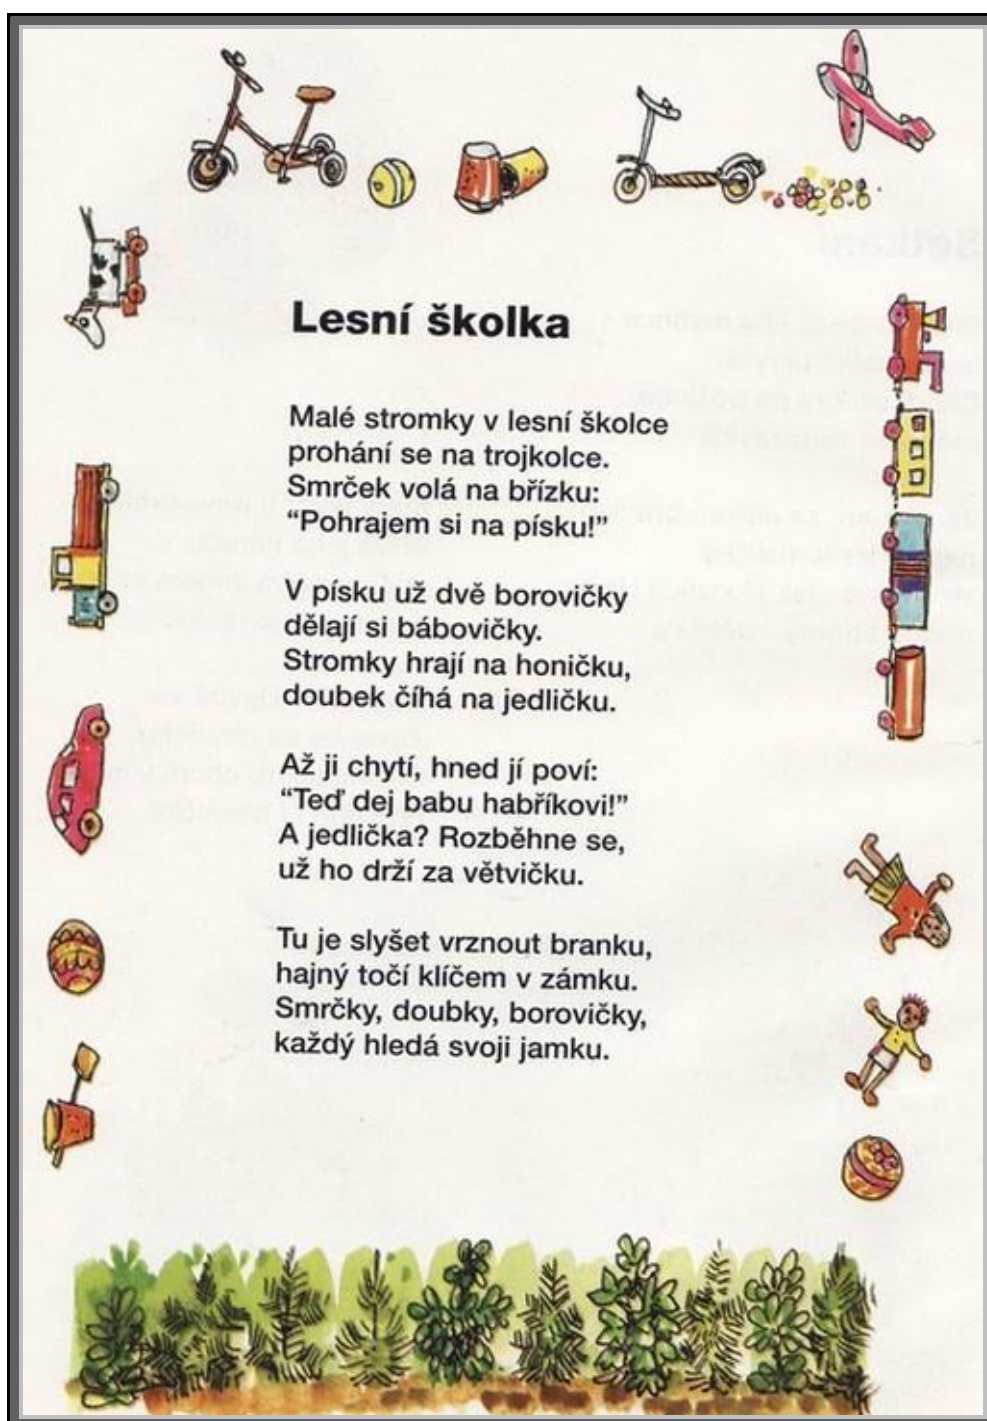 Lesní školka
Malé stromky v lesní školce
prohání se na trojkolce.
Smrček volá na břízku:
“Pohrajem si na písku!”
V písku už dvě borovičky
dělají si bábovičky.
Stromky hrají na honičku,
doubek číhá na jedličku.
Až ji chytí, hned jí poví:
“Teď dej babu habříkovi!”
A jedlička? Rozběhne se,
už ho drží za větvičku.
Tu je slyšet vrznout branku,
hajný točí klíčem v zámku.
Smrčky, doubky, borovičky,
každý hledá svoji jamku.